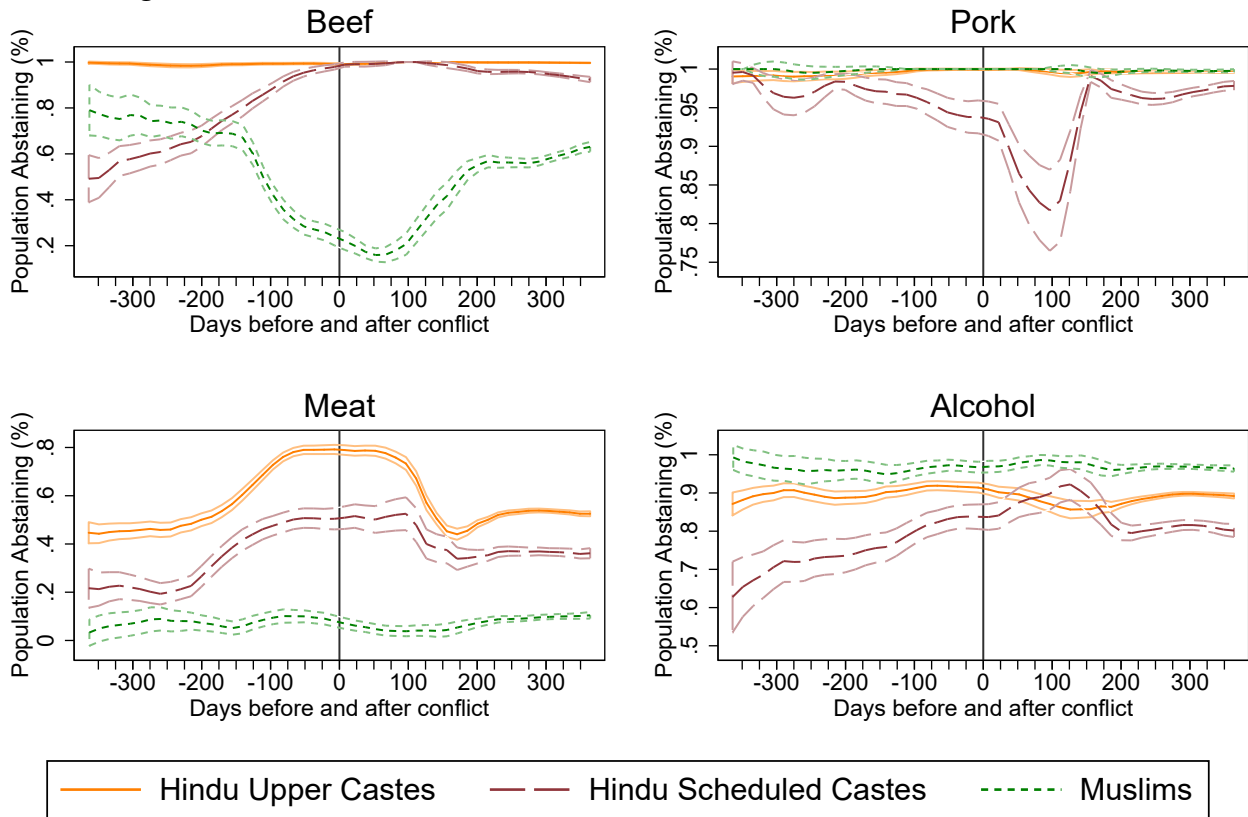 Beef
Population Abstaining (%)
1
.8
.6
.4
.2
-300 -200 -100 0 100 200 300
Days before and after conflict
Pork
Population Abstaining (%)
1
.95
.9
.85
.8
.75
-300 -200 -100 0 100 200 300
Days before and after conflict
Meat
Population Abstaining (%)
.8
.6
.4
.2
0
-300 -200 -100 0 100 200 300
Days before and after conflict
Alcohol
Population Abstaining (%)
1
.9
.8
.7
.6
.5
-300 -200 -100 0 100 200 300
Days before and after conflict
Hindu Upper Castes Hindu Scheduled Castes Muslims